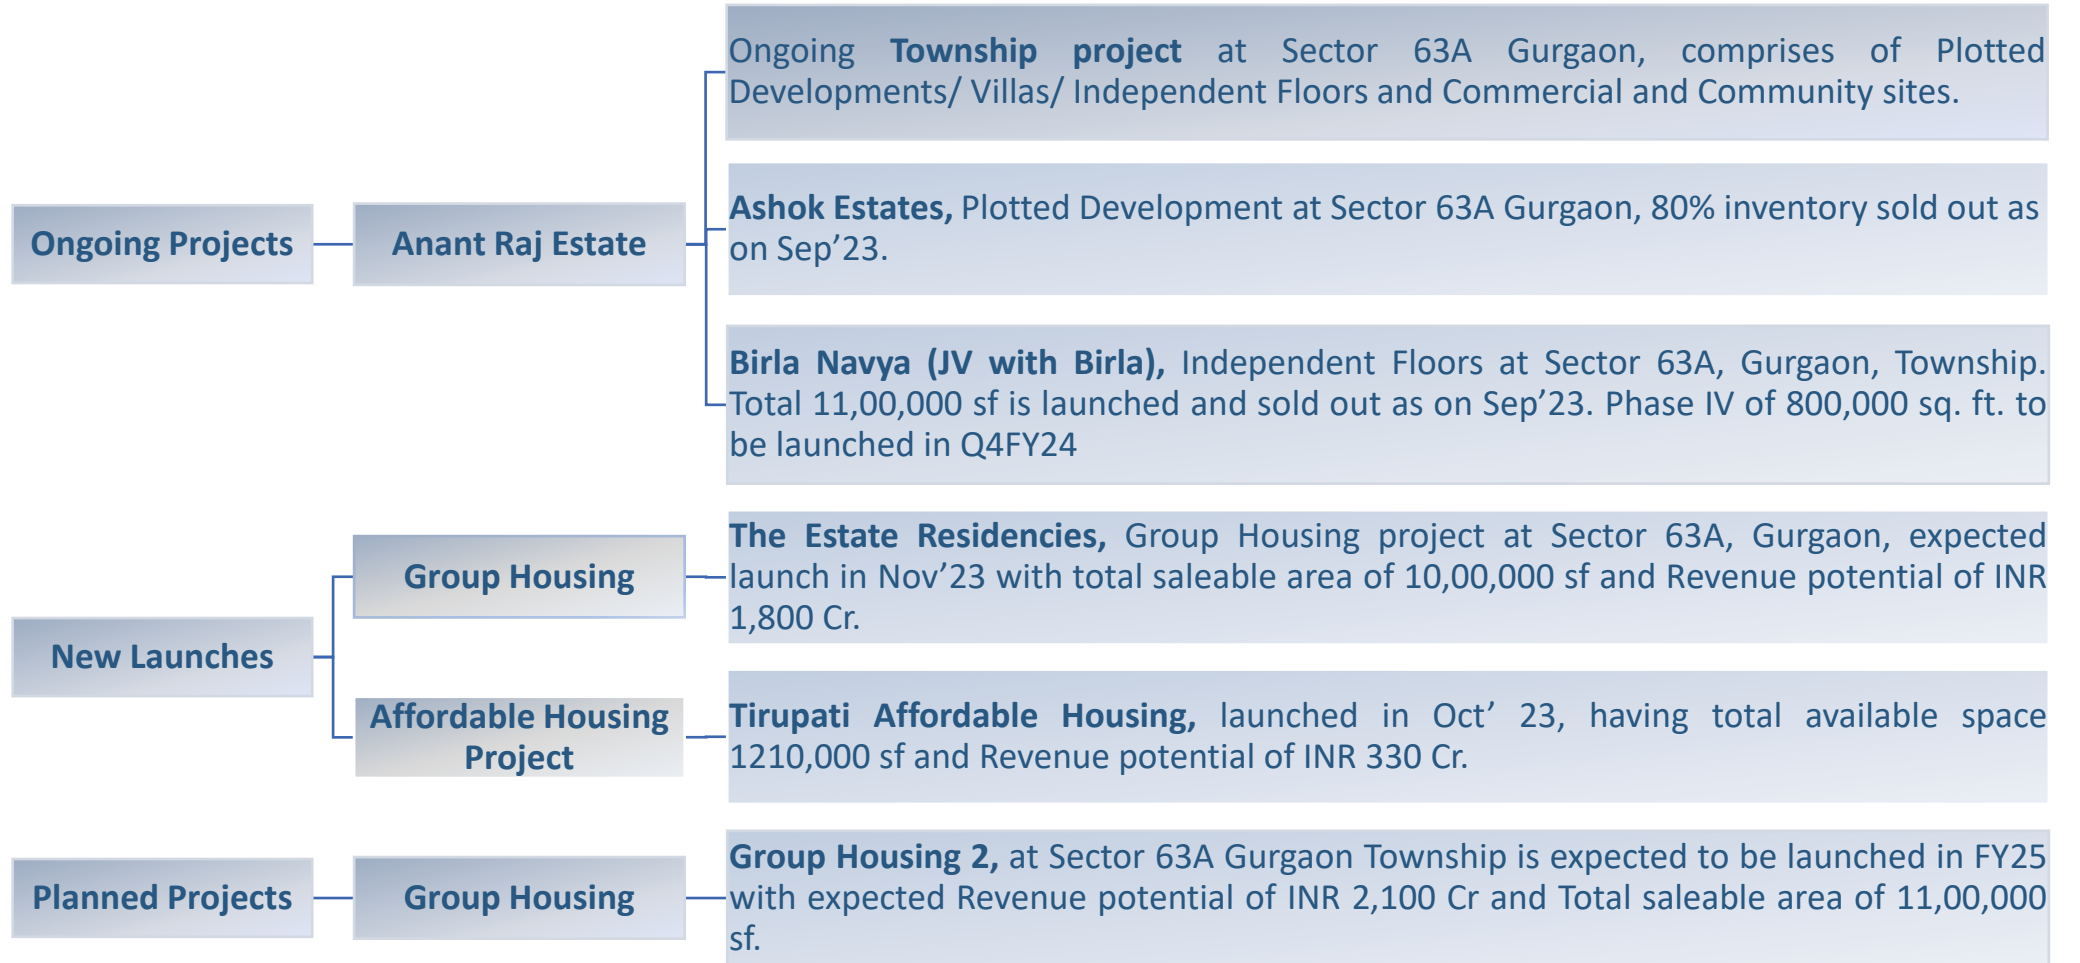 Ongoing Projects
Anant Raj Estate
Ongoing Township project at Sector 63A Gurgaon, comprises of Plotted
Developments/ Villas/ Independent Floors and Commercial and Community sites.
Ashok Estates, Plotted Development at Sector 63A Gurgaon, 80% inventory sold out as
on Sep’23.
Birla Navya (JV with Birla), Independent Floors at Sector 63A, Gurgaon, Township.
Total 11,00,000 sf is launched and sold out as on Sep’23. Phase IV of 800,000 sq. ft. to
be launched in Q4FY24
New Launches
Group Housing
The Estate Residencies, Group Housing project at Sector 63A, Gurgaon, expected
launch in Nov’23 with total saleable area of 10,00,000 sf and Revenue potential of INR
1,800 Cr.
Affordable Housing
Project
Tirupati Affordable Housing, launched in Oct’ 23, having total available space
1210,000 sf and Revenue potential of INR 330 Cr.
Planned Projects
Group Housing
Group Housing 2, at Sector 63A Gurgaon Township is expected to be launched in FY25
with expected Revenue potential of INR 2,100 Cr and Total saleable area of 11,00,000
sf.